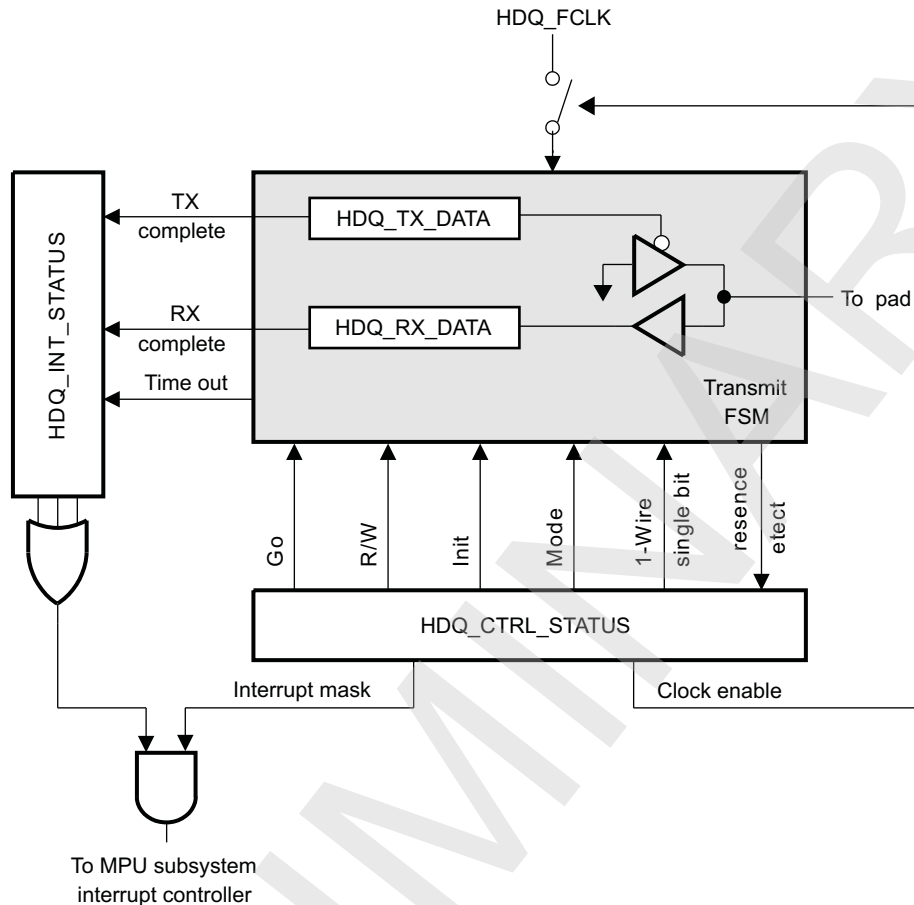 HDQ_FCLK
HDQ_INT_STATUS
TX
complete
HDQ_TX_DATA
RX
complete
HDQ_RX_DATA
To pad
Time out
Transmit
FSM
Go
R/W
Init
Mode
1-Wire
single bit
resence
etect
HDQ_CTRL_STATUS
Interrupt mask
Clock enable
To MPU subsystem
interrupt controller